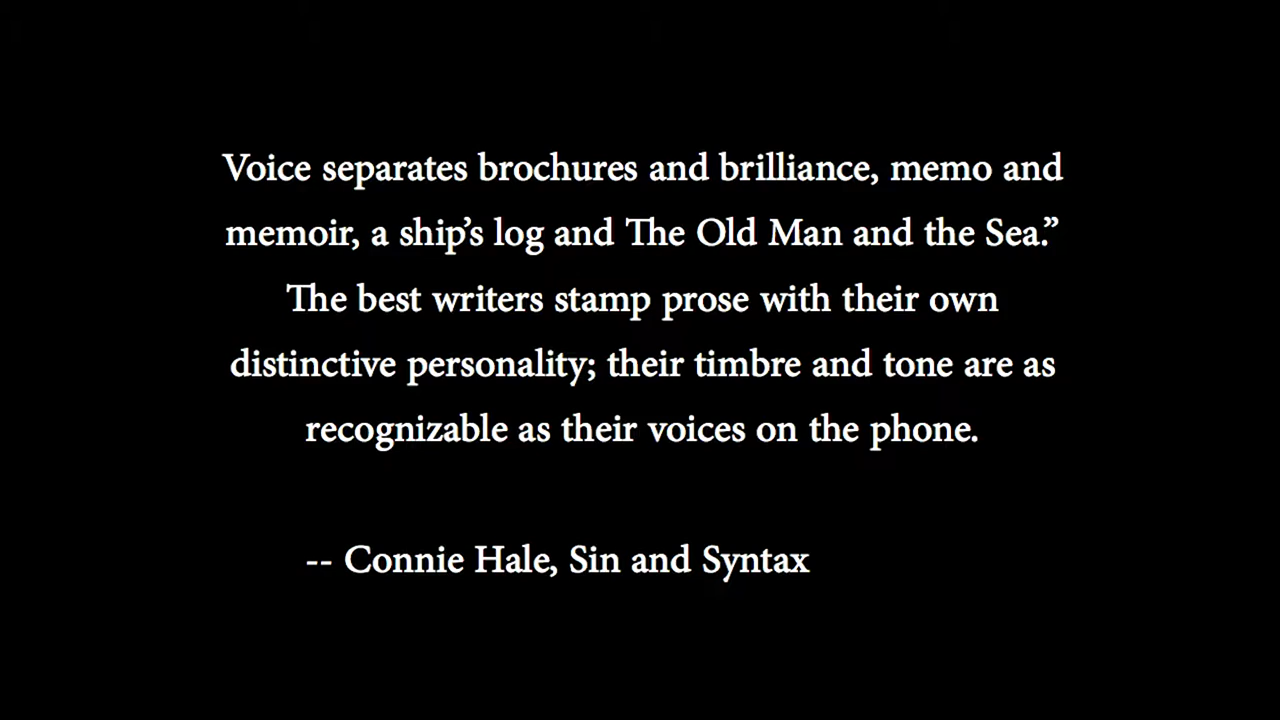 Voice separates brochures and brilliance, memo and
memoir, a ship’s log and The Old Man and the Sea.”
The best writers stamp prose with their own
distinctive personality; their timbre and tone are as
recognizable as their voices on the phone.
-- Connie Hale, Sin and Syntax